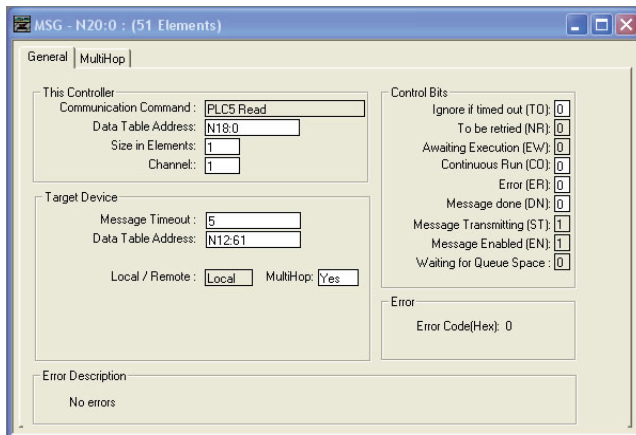 MSG - N20:0 : (51 Elements)
General MultiHop
This Controller
Communication Command : PLC5 Read
Data Table Address: N18:0
Size in Elements: 1
Channel:: 1
Target Device
Message Timeout : 5
Data Table Address: N12:61
Local / Remote : Local MultiHop: Yes
Control Bits
Ignore if timed out (TO): 0
To be retried (NR): 0
Awaiting Execution (EW): 0
Continuous Run (CO): 0
Error (ER): 0
Message done (DN): 0
Message Transmitting (ST): 1
Message Enabled (EN): 1
Waiting for Queue Space : 0
Error
Error Code(Hex): 0
Error Description
No errors